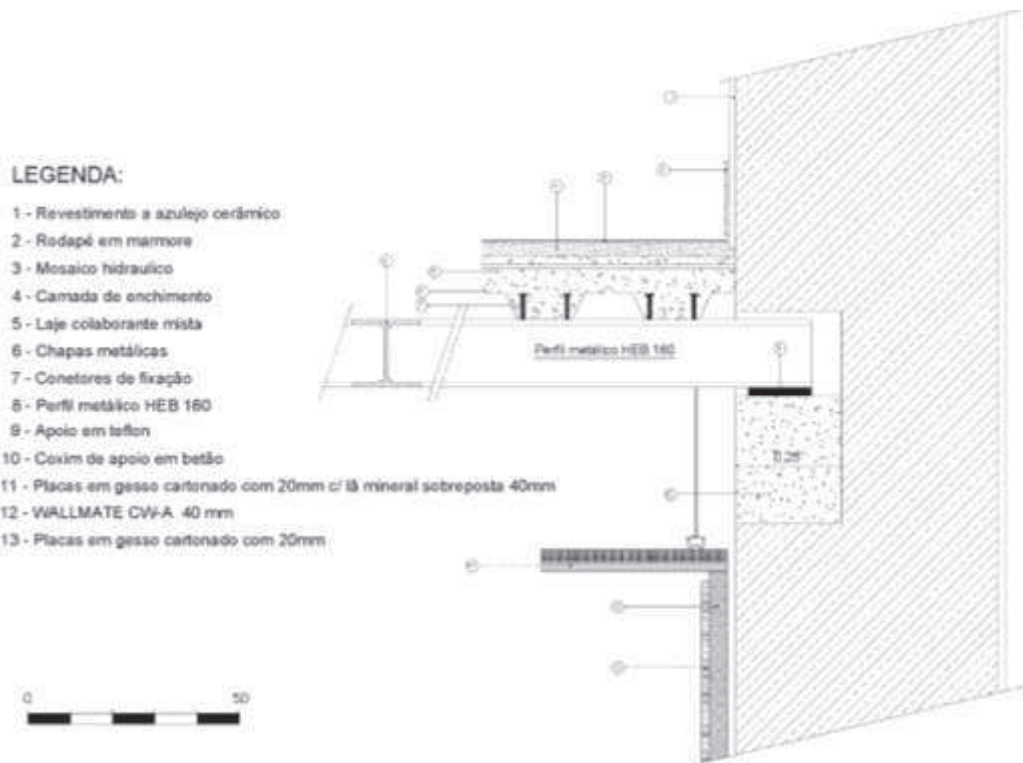 LEGENDA:
1 - Revestimento a azulejo cerâmico
2 - Rodapé em marmore
3 - Mosaico hidraulico
4 - Camada de enchimento
5 - Laje colaborante mista
6 - Chapas metálicas
7 - Conetores de fixação
8 - Perfil metálico HEB 160
9 - Apoio em teflon
10 - Coxim de apoio em betão
11 - Placas em gesso cartonado com 20mm c/ lã mineral sobreposta 40mm
12 - WALLMATE CW-A 40 mm
13 - Placas em gesso cartonado com 20mm
Perfil metálico HEB 160
0.25
0 50